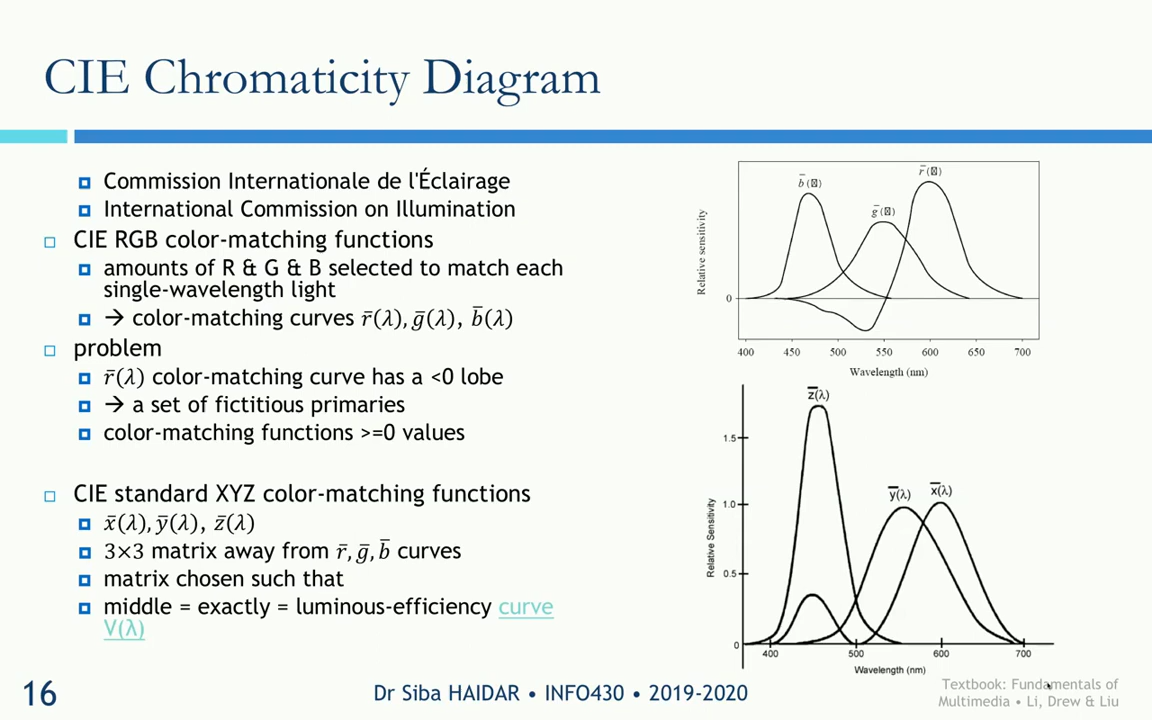 CIE Chromaticity Diagram
Commission Internationale de l'Éclairage
International Commission on Illumination
CIE RGB color-matching functions
amounts of R & G & B selected to match each
single-wavelength light
→ color-matching curves r̄(λ), ḡ(λ), b̄(λ)
problem
r̄(λ) color-matching curve has a <0 lobe
→ a set of fictitious primaries
color-matching functions >=0 values
CIE standard XYZ color-matching functions
x̄(λ), ȳ(λ), z̄(λ)
3×3 matrix away from r̄, ḡ, b̄ curves
matrix chosen such that
middle = exactly = luminous-efficiency curve
V(λ)
r̄(▯)
b̄(▯)
ḡ(▯)
Relative sensitivity
0
400 450 500 550 600 650 700
Wavelength (nm)
z̄(λ)
ȳ(λ) x̄(λ)
1.5
1.0
0.5
0
Relative Sensitivity
400 500 600 700
Wavelength (nm)
16
Dr Siba HAIDAR • INFO430 • 2019-2020
Textbook: Fundamentals of
Multimedia • Li, Drew & Liu